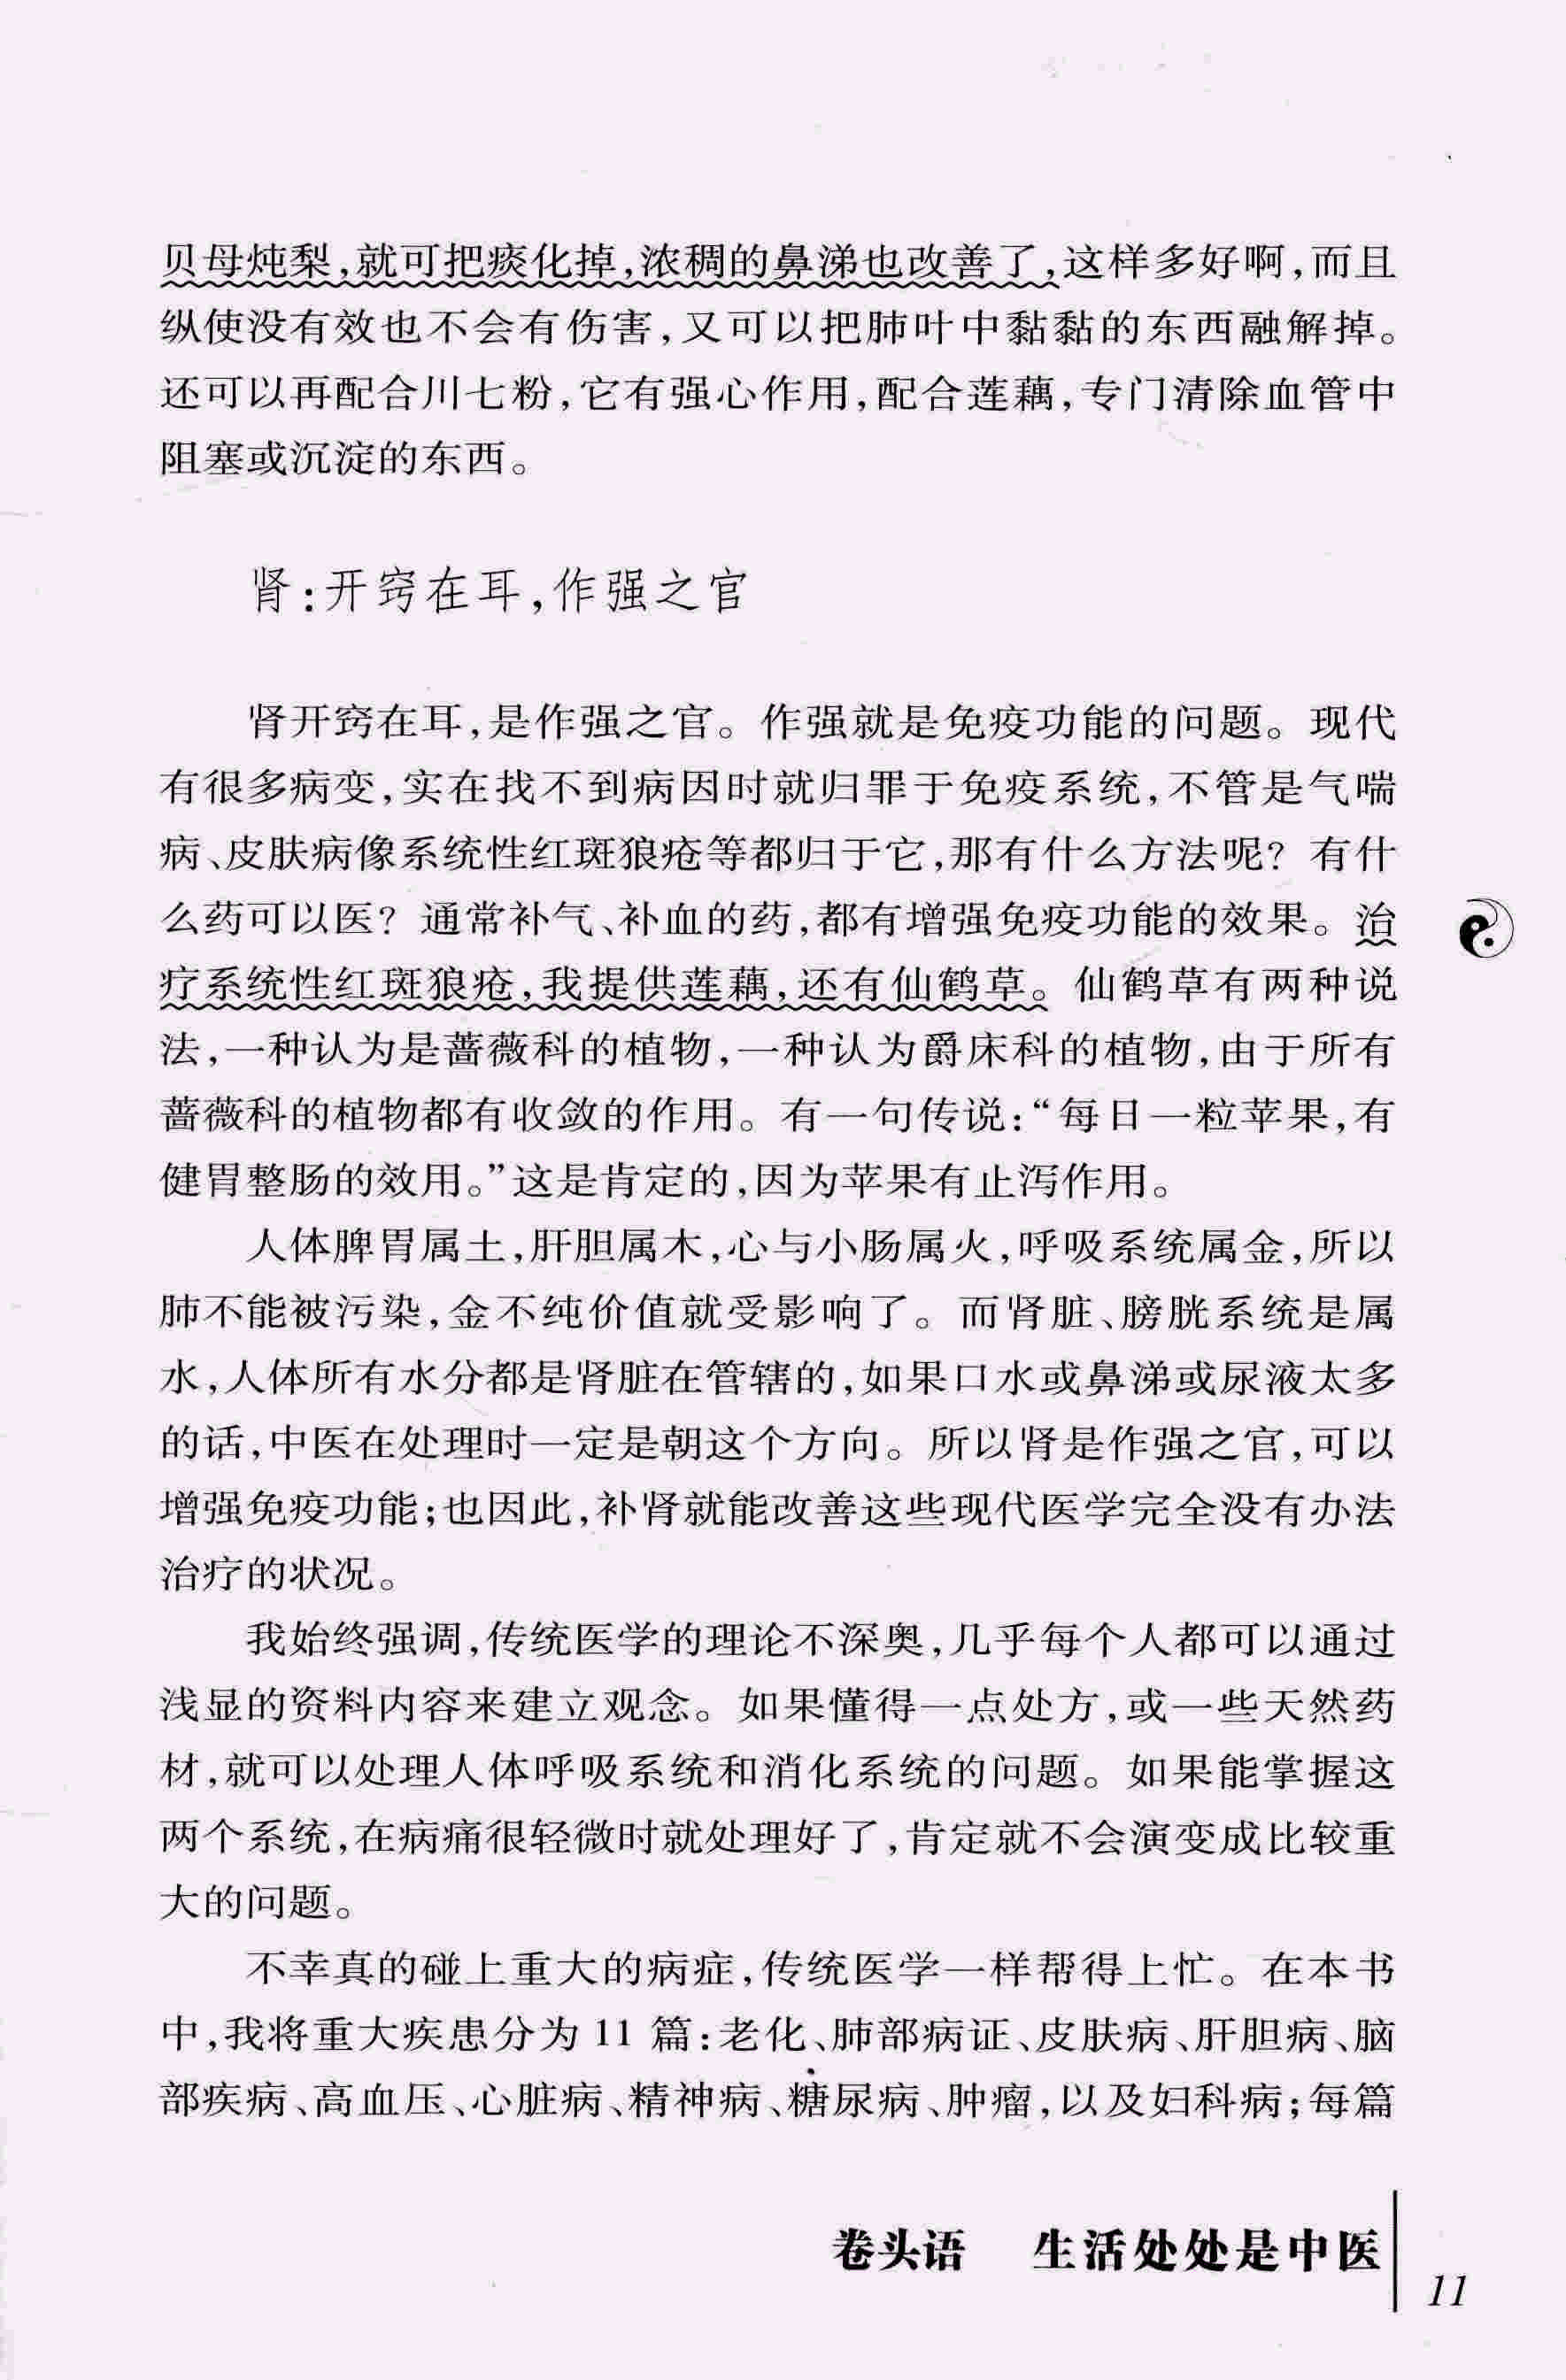 贝母炖梨,就可把痰化掉,浓稠的鼻涕也改善了,这样多好啊,而且
纵使没有效也不会有伤害,又可以把肺叶中黏黏的东西融解掉。
还可以再配合川七粉,它有强心作用,配合莲藕,专门清除血管中
阻塞或沉淀的东西。
肾:开窍在耳,作强之官
肾开窍在耳,是作强之官。作强就是免疫功能的问题。现代
有很多病变,实在找不到病因时就归罪于免疫系统,不管是气喘
病、皮肤病像系统性红斑狼疮等都归于它,那有什么方法呢?有什
么药可以医?通常补气、补血的药,都有增强免疫功能的效果。治
疗系统性红斑狼疮,我提供莲藕,还有仙鹤草。仙鹤草有两种说
法,一种认为是蔷薇科的植物,一种认为爵床科的植物,由于所有
蔷薇科的植物都有收敛的作用。有一句传说:“每日一粒苹果,有
健胃整肠的效用。”这是肯定的,因为苹果有止泻作用。
人体脾胃属土,肝胆属木,心与小肠属火,呼吸系统属金,所以
肺不能被污染,金不纯价值就受影响了。而肾脏、膀胱系统是属
水,人体所有水分都是肾脏在管辖的,如果口水或鼻涕或尿液太多
的话,中医在处理时一定是朝这个方向。所以肾是作强之官,可以
增强免疫功能;也因此,补肾就能改善这些现代医学完全没有办法
治疗的状况。
我始终强调,传统医学的理论不深奥,几乎每个人都可以通过
浅显的资料内容来建立观念。如果懂得一点处方,或一些天然药
材,就可以处理人体呼吸系统和消化系统的问题。如果能掌握这
两个系统,在病痛很轻微时就处理好了,肯定就不会演变成比较重
大的问题。
不幸真的碰上重大的病症,传统医学一样帮得上忙。在本书
中,我将重大疾患分为 11 篇:老化、肺部病证、皮肤病、肝胆病、脑
部疾病、高血压、心脏病、精神病、糖尿病、肿瘤,以及妇科病;每篇
卷头语 生活处处是中医
11